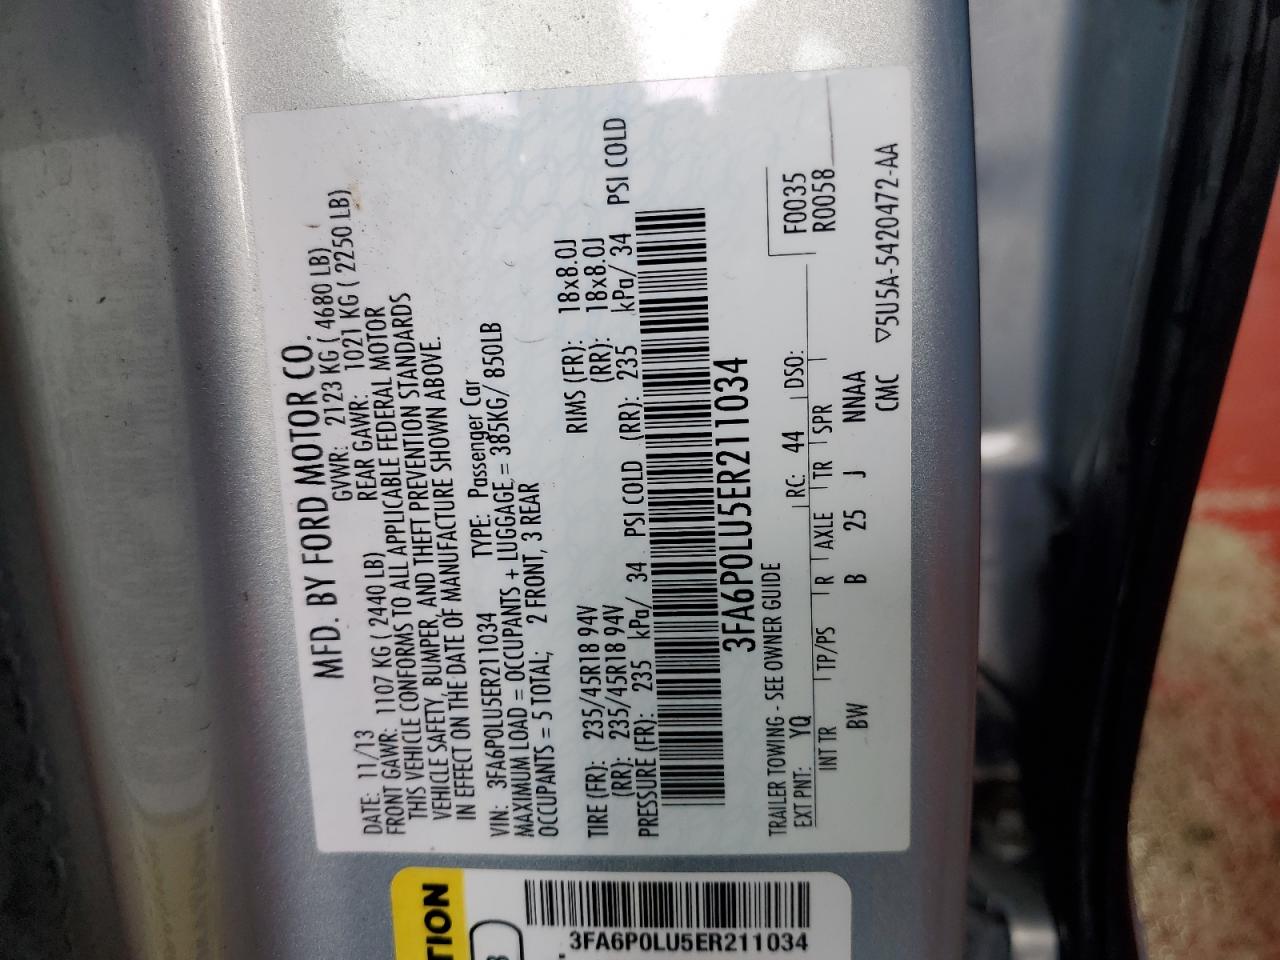 MFD. BY FORD MOTOR CO.
DATE: 11/13 GVWR: 2123 KG ( 4680 LB)
FRONT GAWR: 1107 KG ( 2440 LB) REAR GAWR: 1021 KG ( 2250 LB)
THIS VEHICLE CONFORMS TO ALL APPLICABLE FEDERAL MOTOR
VEHICLE SAFETY, BUMPER, AND THEFT PREVENTION STANDARDS
IN EFFECT ON THE DATE OF MANUFACTURE SHOWN ABOVE.
VIN: 3FA6P0LU5ER211034 TYPE: Passenger Car
MAXIMUM LOAD = OCCUPANTS + LUGGAGE = 385KG/ 850LB
OCCUPANTS = 5 TOTAL; 2 FRONT, 3 REAR
TIRE (FR): 235/45R18 94V RIMS (FR): 18x8.0J
(RR): 235/45R18 94V (RR): 18x8.0J
PRESSURE (FR): 235 kPa/ 34 PSI COLD (RR): 235 kPa/ 34 PSI COLD
3FA6P0LU5ER211034
TRAILER TOWING - SEE OWNER GUIDE F0035
EXT PNT: YQ RC: 44 DSO: R0058
INT TR TP/PS R AXLE TR SPR
BW B 25 J NNAA
CMC ▽5U5A-5420472-AA
TION
3FA6P0LU5ER211034